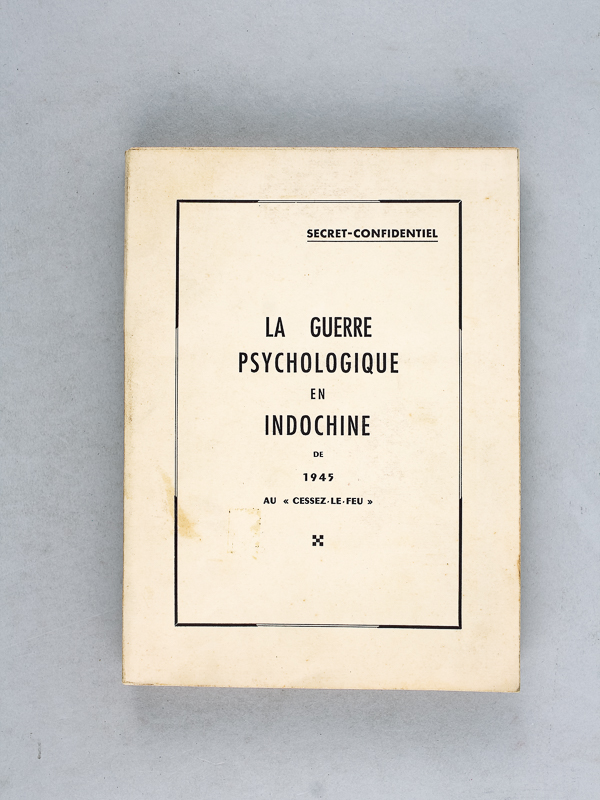 SECRET-CONFIDENTIEL
LA GUERRE
PSYCHOLOGIQUE
EN
INDOCHINE
DE
1945
AU « CESSEZ-LE-FEU »